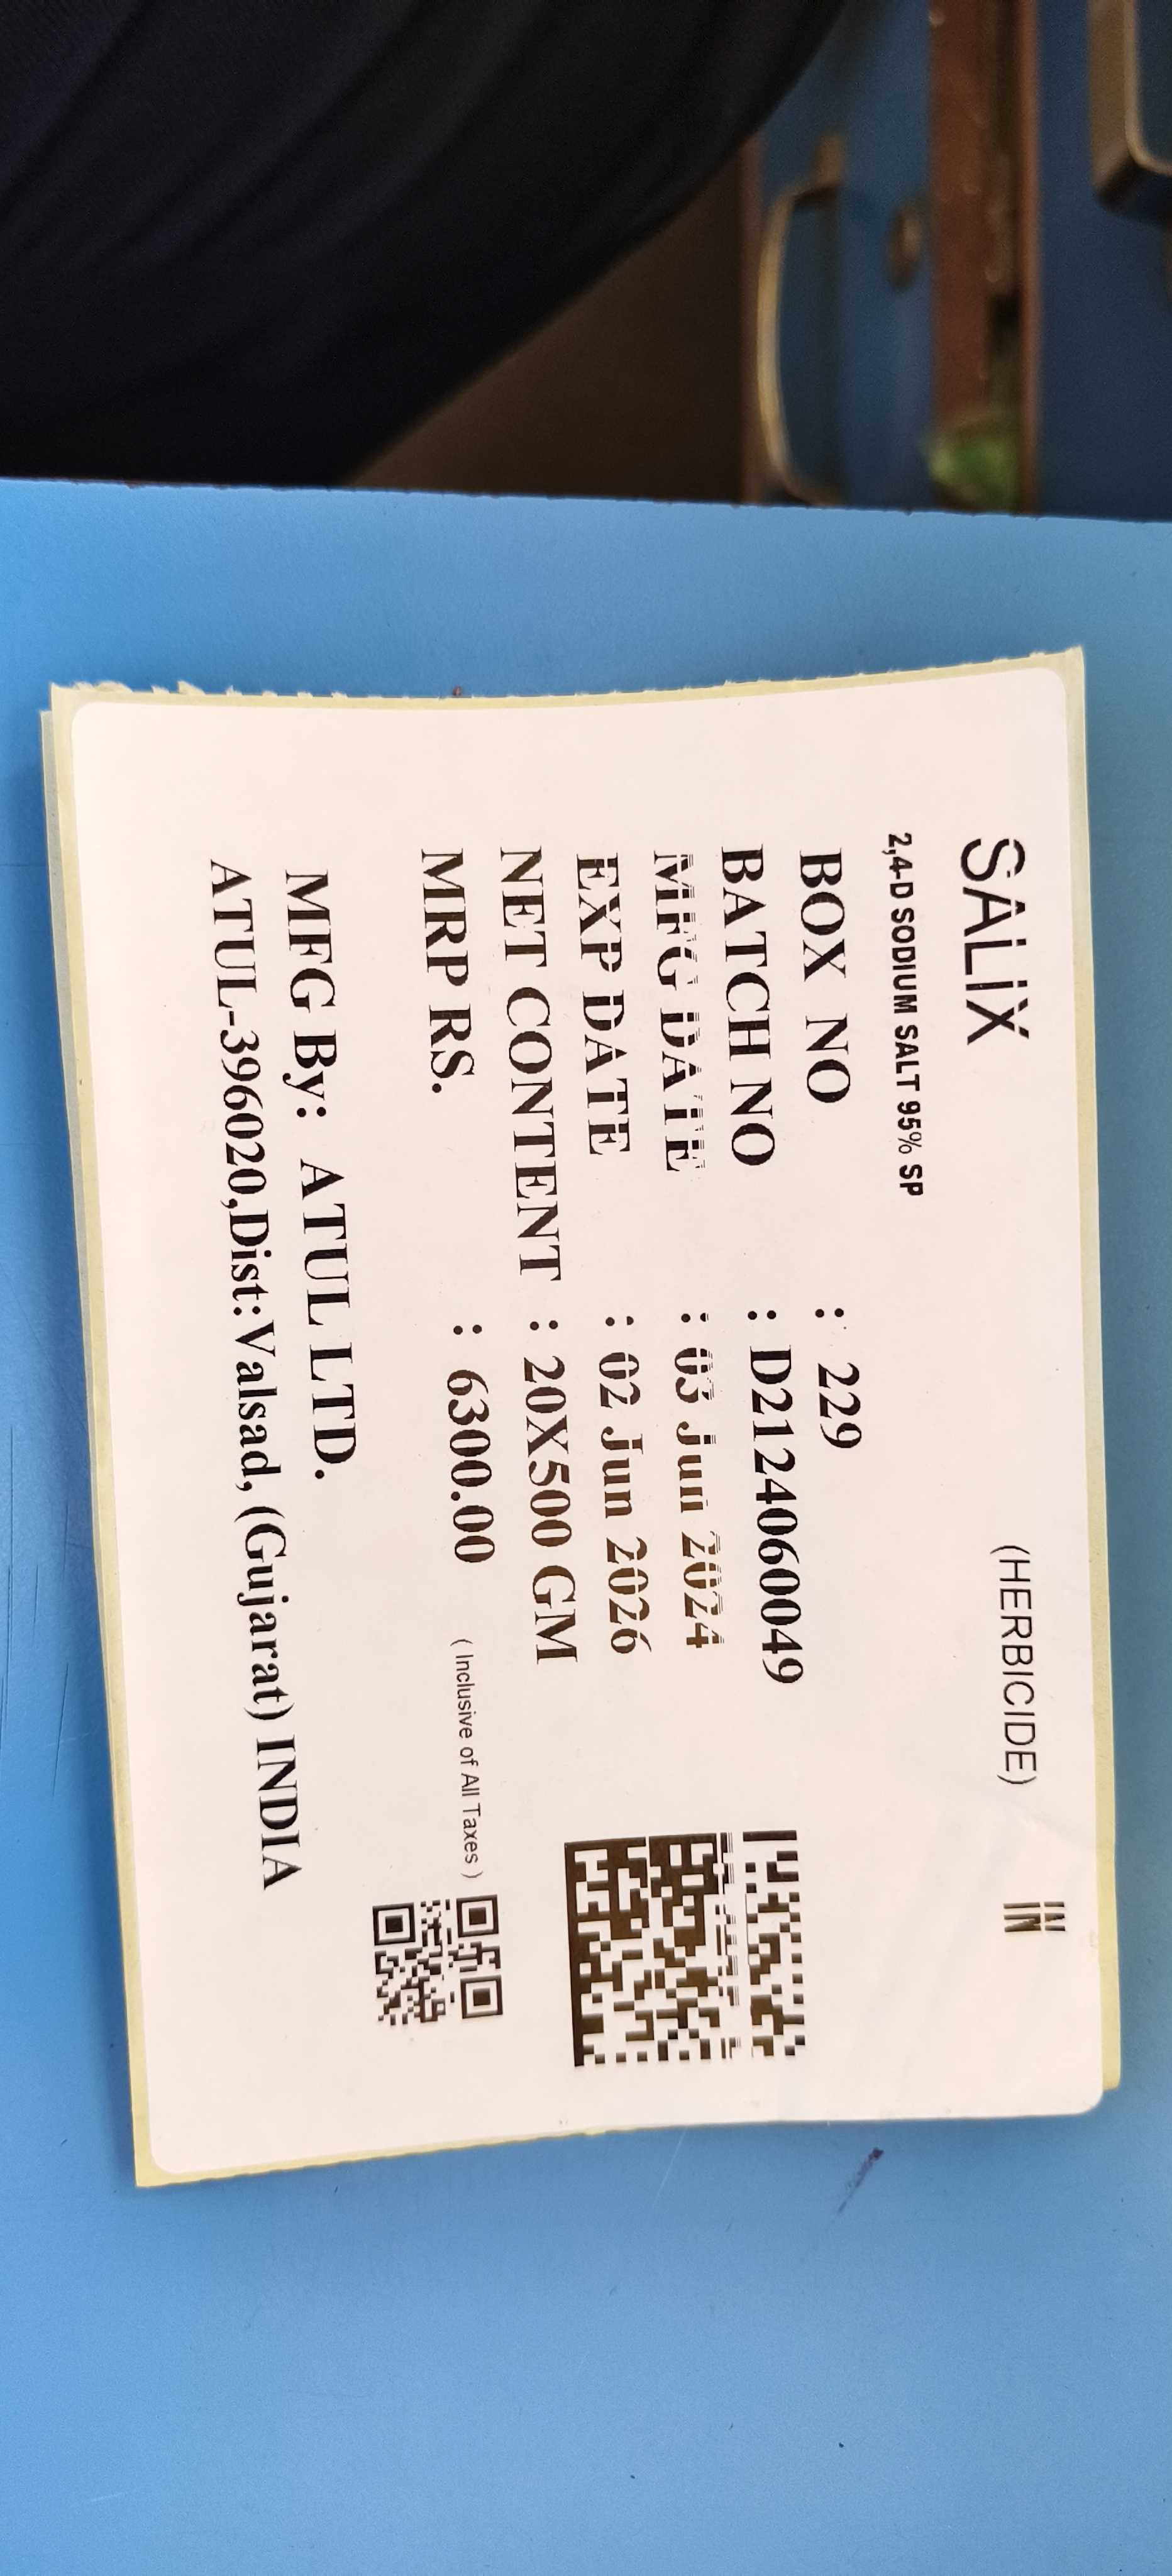 SALIX (HERBICIDE) IN
2,4-D SODIUM SALT 95% SP
BOX NO : 229
BATCH NO : D2124060049
MFG DATE : 03 Jun 2024
EXP DATE : 02 Jun 2026
NET CONTENT : 20X500 GM
MRP RS. : 6300.00 ( Inclusive of All Taxes )
MFG By: ATUL LTD.
ATUL-396020,Dist:Valsad, (Gujarat) INDIA